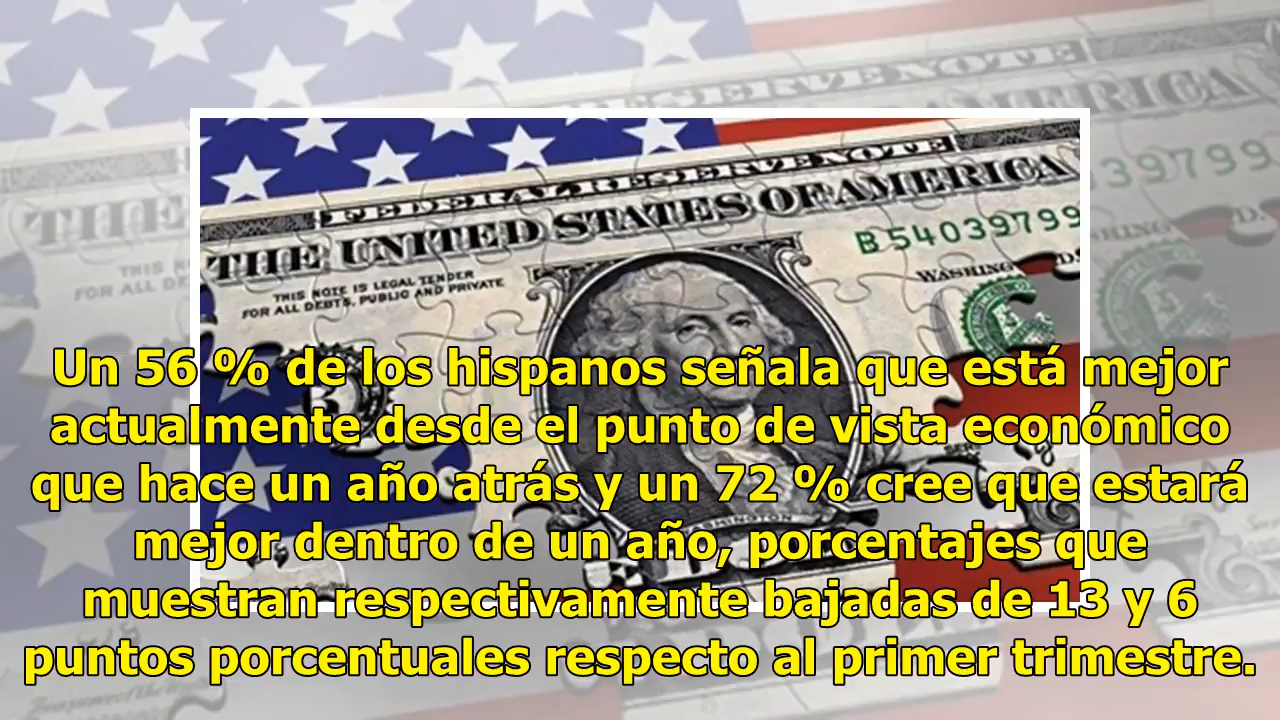 FEDERAL RESERVE NOTE
THE UNITED STATES OF AMERICA
THIS NOTE IS LEGAL TENDER
FOR ALL DEBTS, PUBLIC AND PRIVATE
B54039799
WASHING
Un 56 % de los hispanos señala que está mejor
actualmente desde el punto de vista económico
que hace un año atrás y un 72 % cree que estará
mejor dentro de un año, porcentajes que
muestran respectivamente bajadas de 13 y 6
puntos porcentuales respecto al primer trimestre.